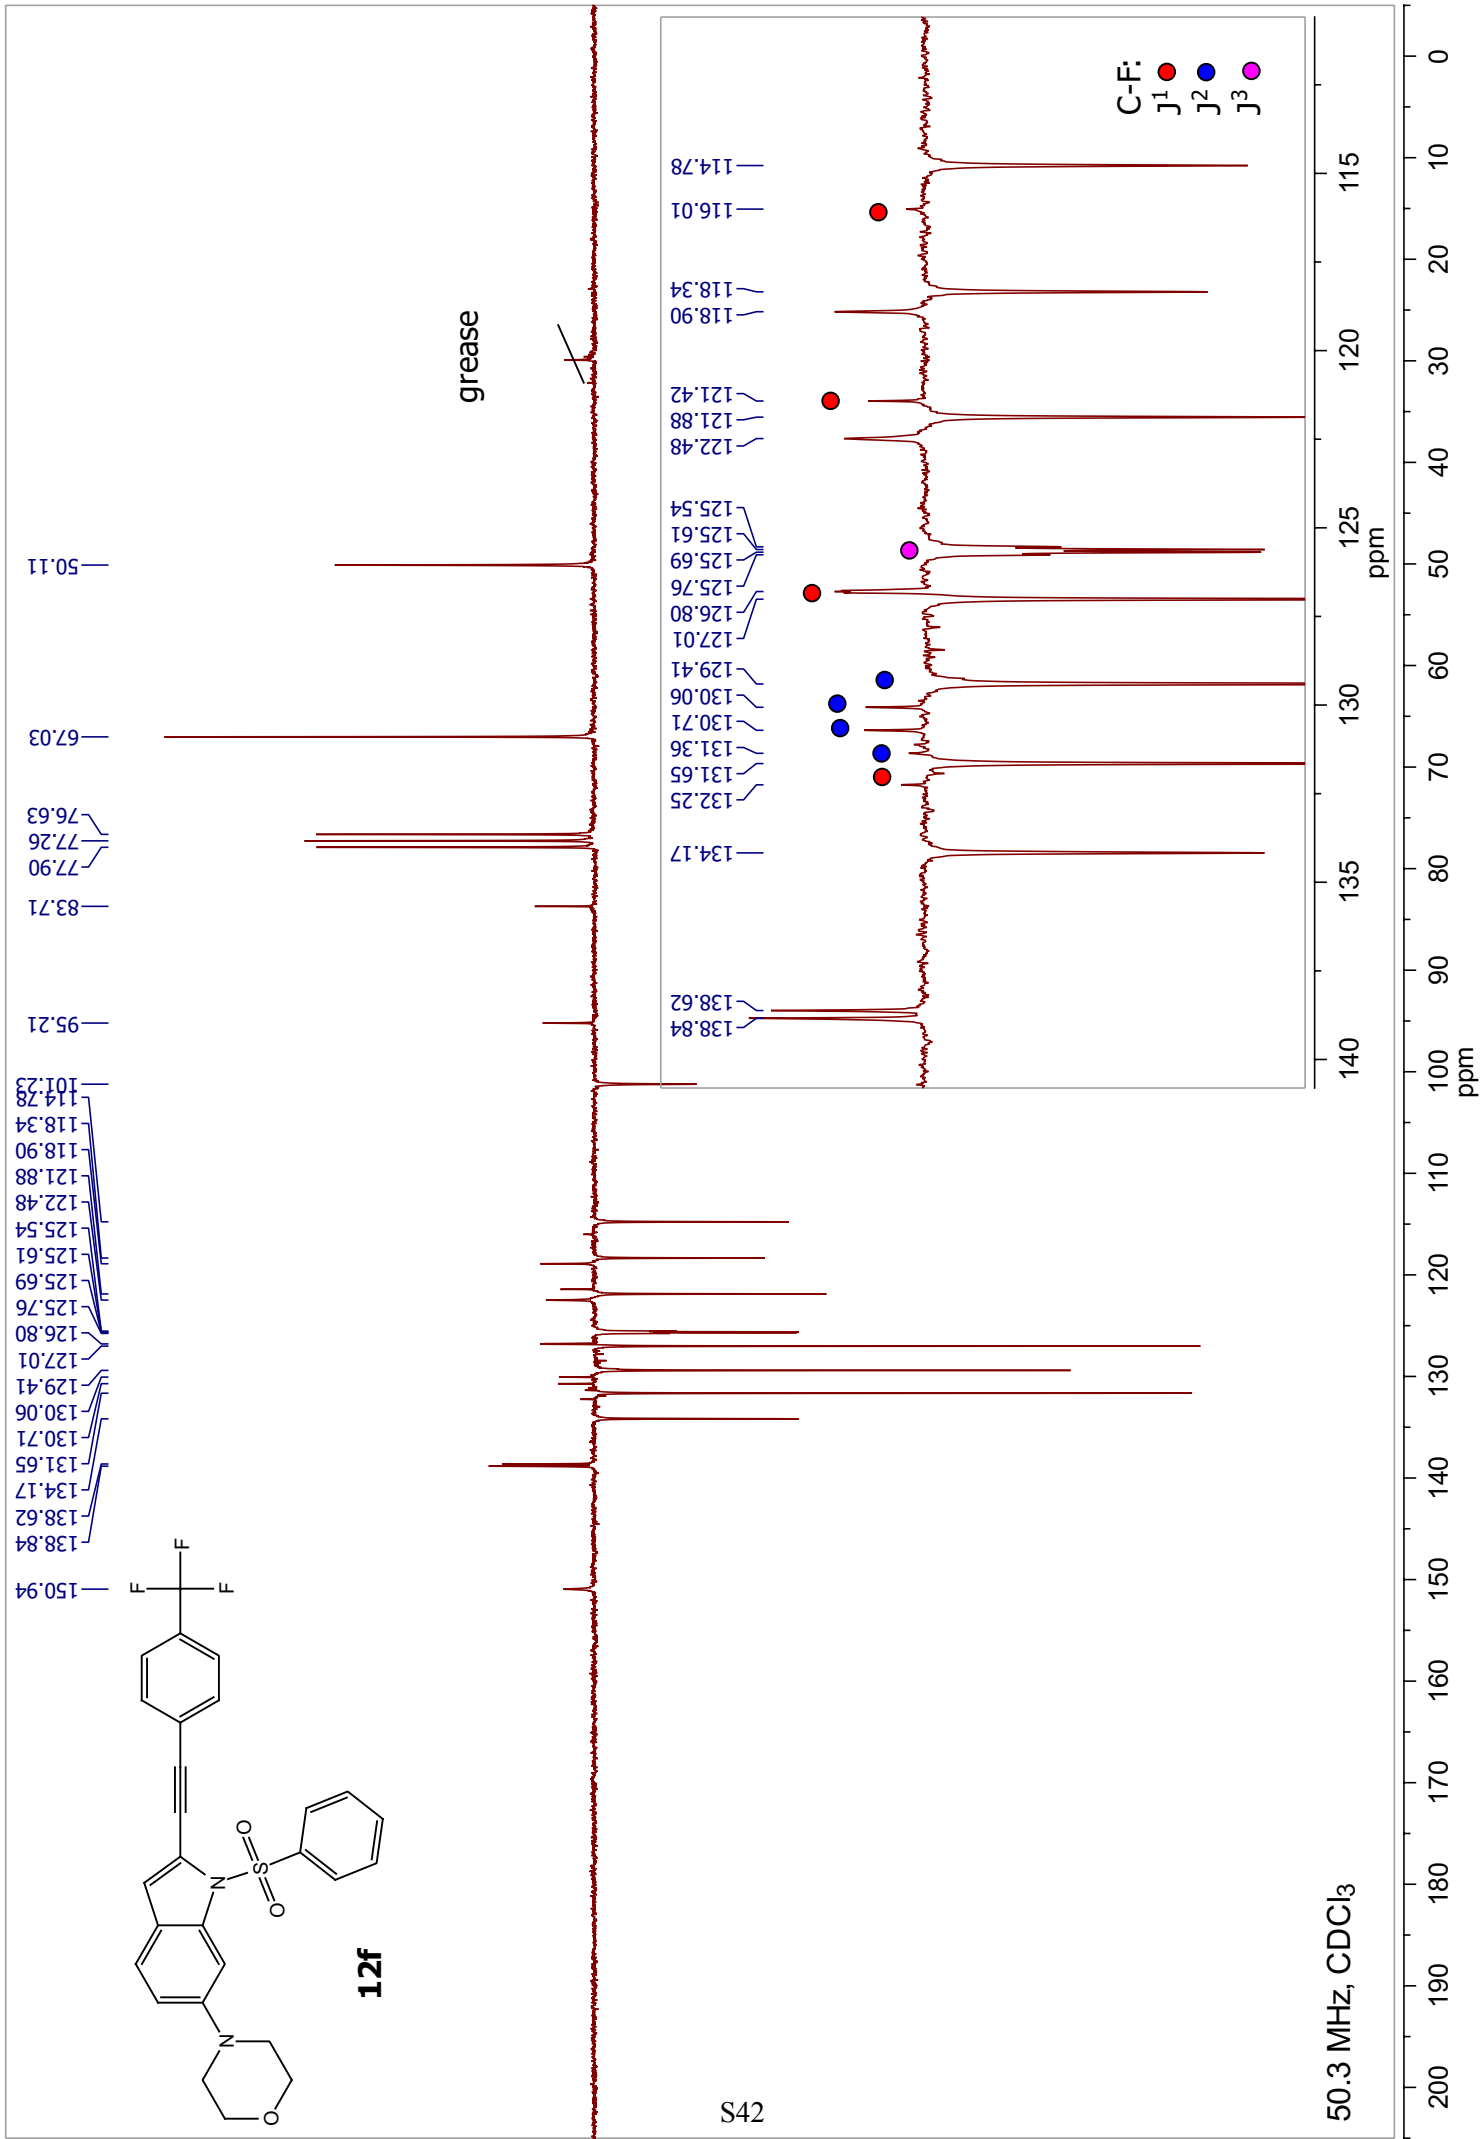 150.94
138.84
138.62
134.17
131.65
130.71
130.06
129.41
127.01
126.80
125.76
125.69
125.61
125.54
122.48
121.88
118.90
118.34
114.78
101.23
95.21
83.71
77.90
77.26
76.63
67.03
50.11
F
F
F
N
S
O
O
N
O
12f
grease
138.84
138.62
134.17
132.25
131.65
131.36
130.71
130.06
129.41
127.01
126.80
125.76
125.69
125.61
125.54
122.48
121.88
121.42
118.90
118.34
116.01
114.78
C-F:
J¹
J²
J³
140 135 130 125 120 115
ppm
50.3 MHz, CDCl₃
200 190 180 170 160 150 140 130 120 110 100 90 80 70 60 50 40 30 20 10 0
ppm
S42